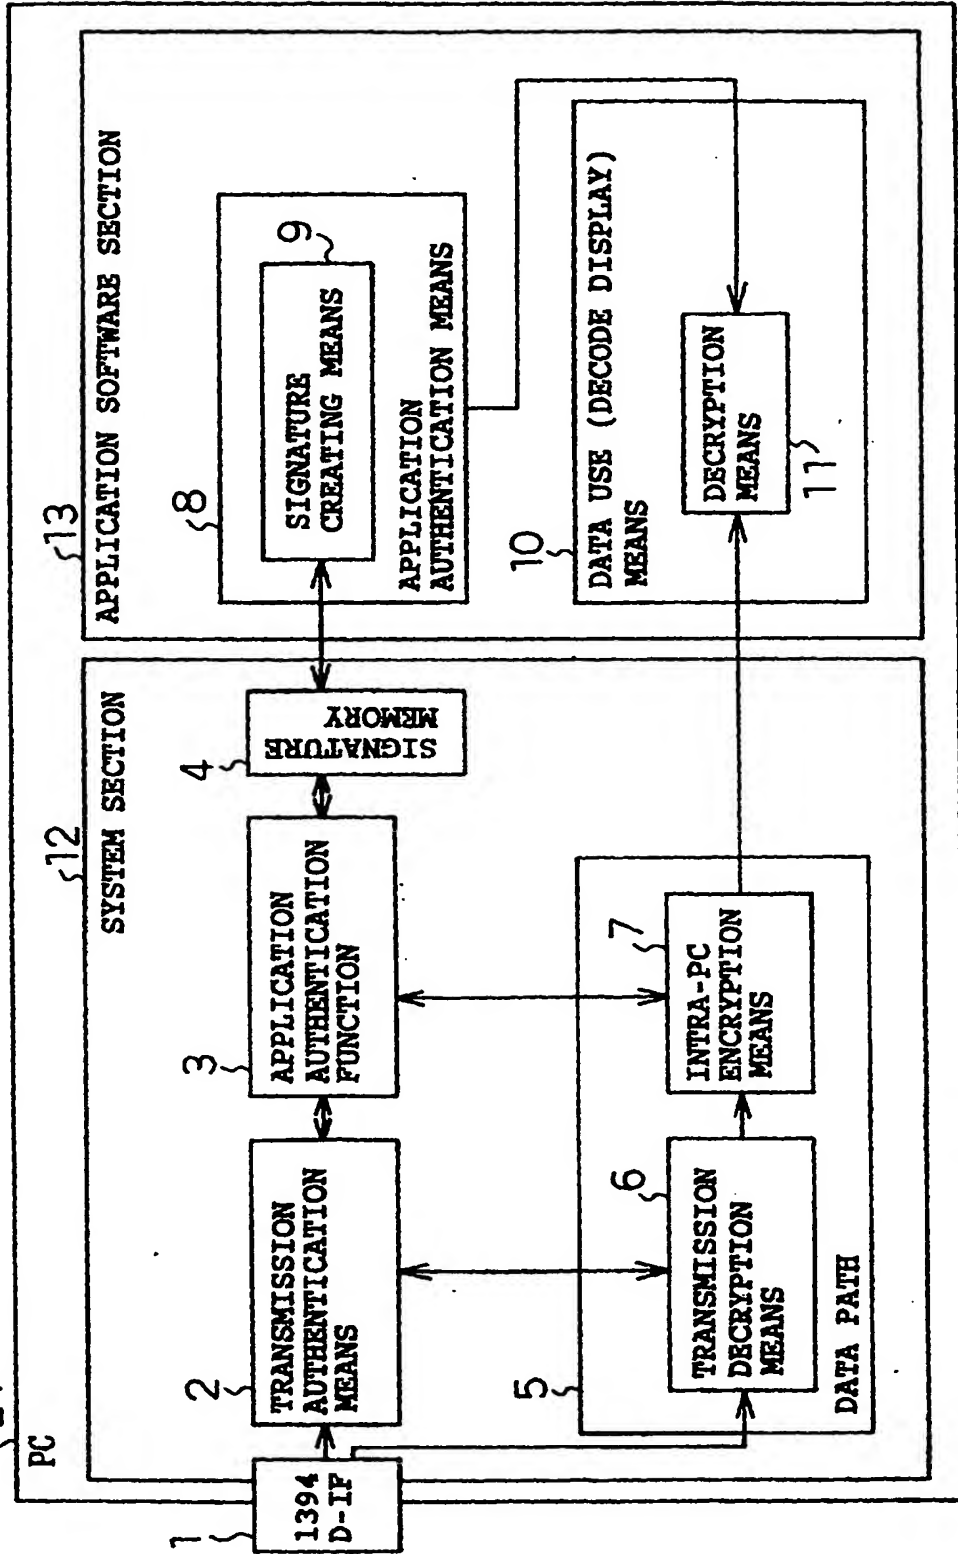 PC
12
SYSTEM SECTION
1
1394
D-IF
2
TRANSMISSION
AUTHENTICATION
MEANS
3
APPLICATION
AUTHENTICATION
FUNCTION
4
SIGNATURE
MEMORY
5
6
TRANSMISSION
DECRYPTION
MEANS
7
INTRA-PC
ENCRYPTION
MEANS
DATA PATH
13
APPLICATION SOFTWARE SECTION
8
9
SIGNATURE
CREATING MEANS
APPLICATION
AUTHENTICATION MEANS
10
DATA USE (DECODE DISPLAY)
MEANS
DECRYPTION
MEANS
11